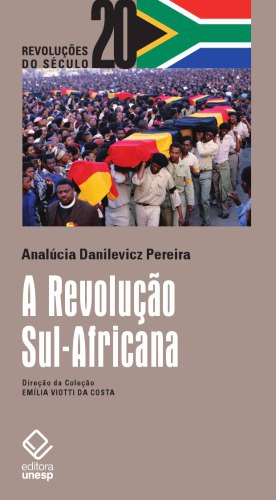 REVOLUÇÕES
DO SÉCULO
20
Analúcia Danilevicz Pereira
A Revolução
Sul-Africana
Direção da Coleção
EMÍLIA VIOTTI DA COSTA
editora
unesp